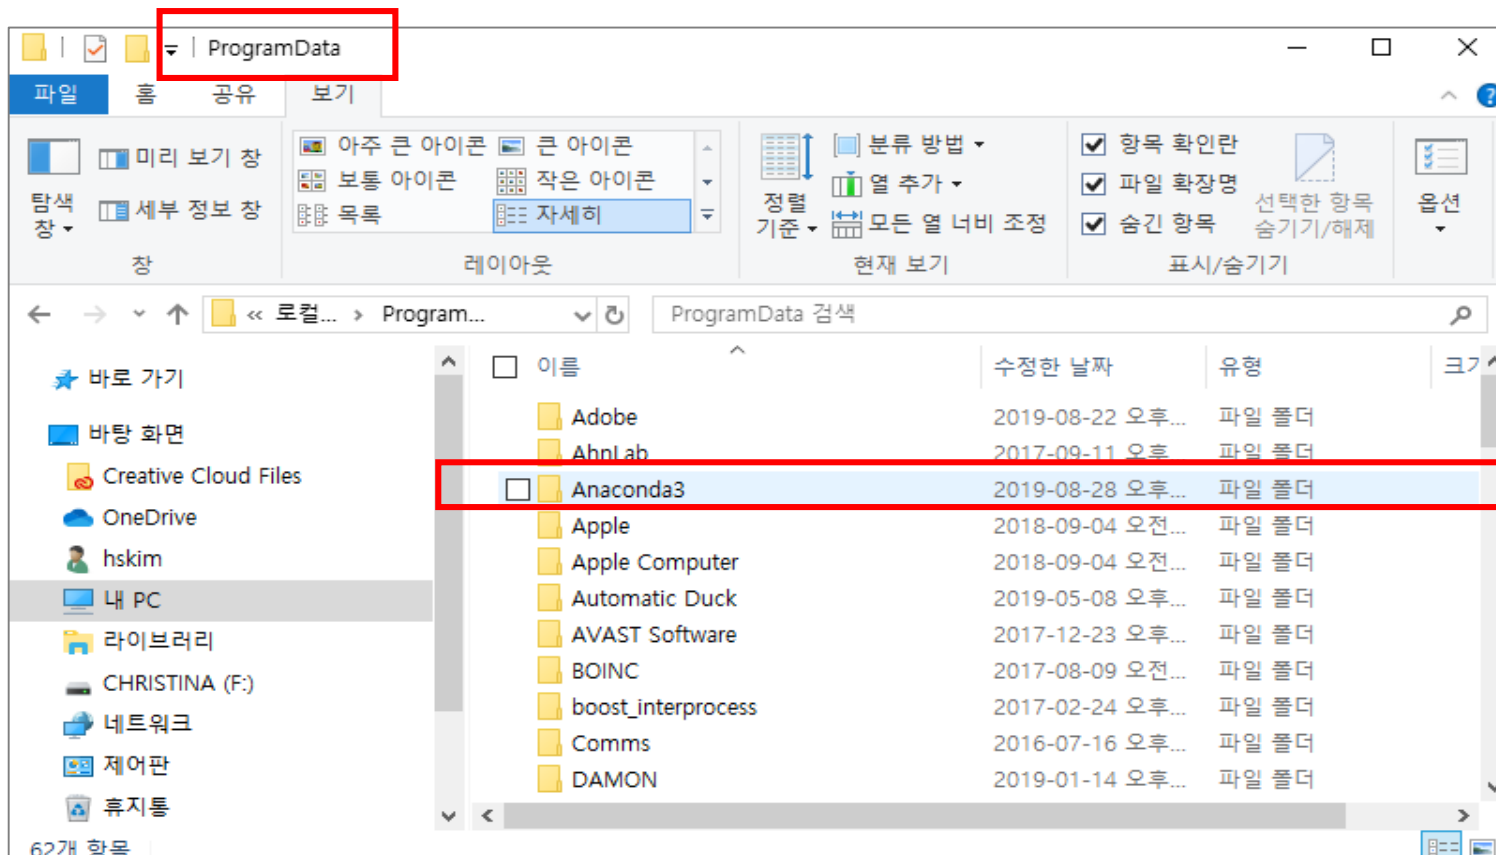 ProgramData
파일 홈 공유 보기
탐색 창
미리 보기 창
세부 정보 창
창
아주 큰 아이콘 큰 아이콘
보통 아이콘 작은 아이콘
목록 자세히
레이아웃
정렬 기준
분류 방법
열 추가
모든 열 너비 조정
현재 보기
항목 확인란
파일 확장명
숨긴 항목
선택한 항목
숨기기/해제
표시/숨기기
옵션
« 로컬... › Program...
ProgramData 검색
바로 가기
바탕 화면
Creative Cloud Files
OneDrive
hskim
내 PC
라이브러리
CHRISTINA (F:)
네트워크
제어판
휴지통
이름 수정한 날짜 유형 크기
Adobe 2019-08-22 오후... 파일 폴더
AhnLab 2017-09-11 오후 파일 폴더
Anaconda3 2019-08-28 오후... 파일 폴더
Apple 2018-09-04 오전... 파일 폴더
Apple Computer 2018-09-04 오전... 파일 폴더
Automatic Duck 2019-05-08 오후... 파일 폴더
AVAST Software 2017-12-23 오후... 파일 폴더
BOINC 2017-08-09 오전... 파일 폴더
boost_interprocess 2017-02-24 오후... 파일 폴더
Comms 2016-07-16 오후... 파일 폴더
DAMON 2019-01-14 오후... 파일 폴더
62개 항목